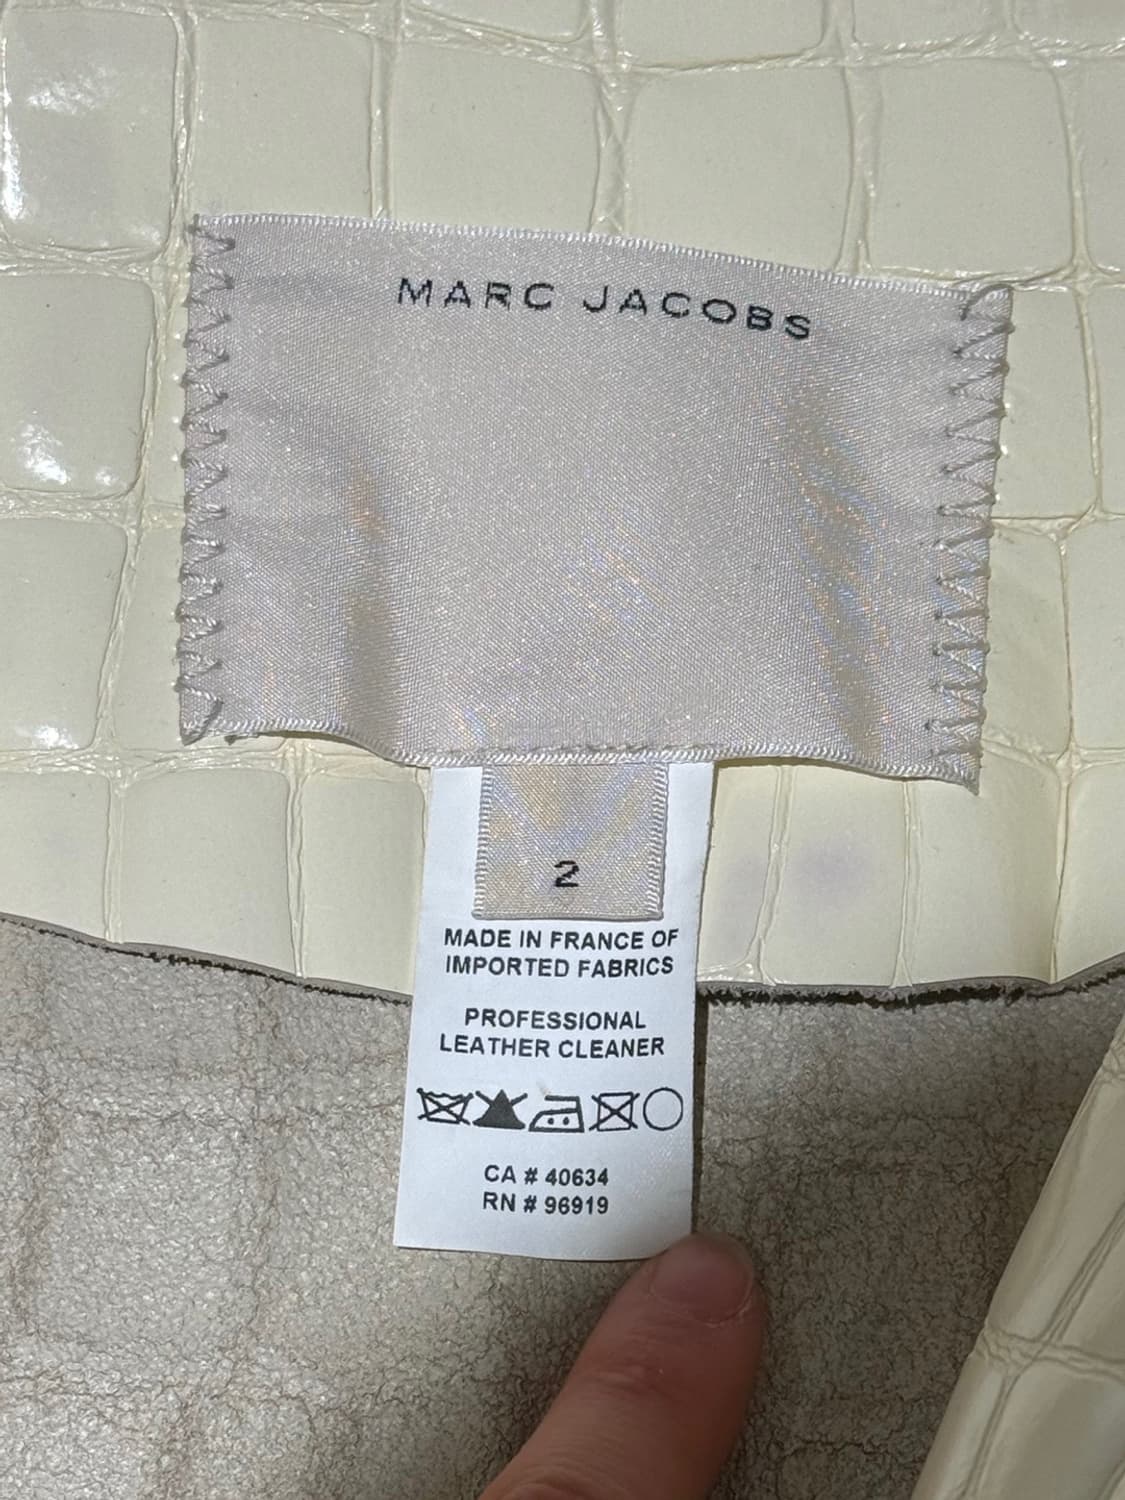 MARC JACOBS
2
MADE IN FRANCE OF
IMPORTED FABRICS
PROFESSIONAL
LEATHER CLEANER
CA # 40634
RN # 96919